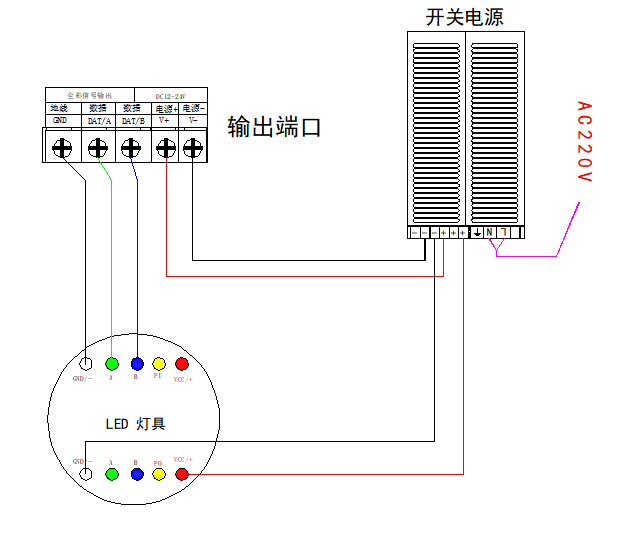 开关电源
全彩信号输出 DC12-24V
地线 数据 数据 电源+ 电源-
GND DAT/A DAT/B V+ V-
输出端口
AC220V
- - - + + + N L
GND/- A B PI VCC/+
LED 灯具
GND/- A B PO VCC/+